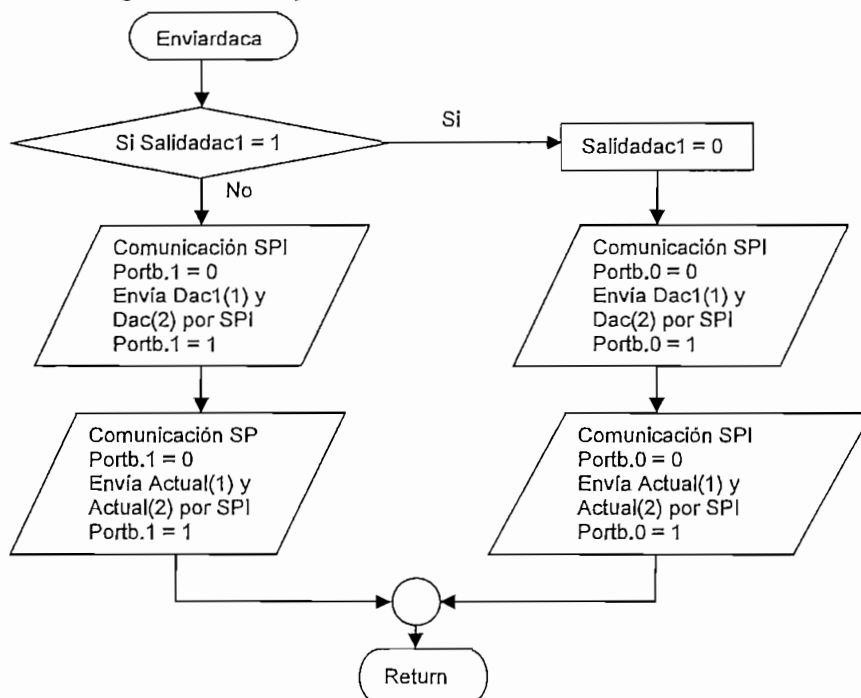 Enviardaca
Si Salidadac1 = 1
Si
Salidadac1 = 0
No
Comunicación SPI
Portb.1 = 0
Envía Dac1(1) y
Dac(2) por SPI
Portb.1 = 1
Comunicación SPI
Portb.0 = 0
Envía Dac1(1) y
Dac(2) por SPI
Portb.0 = 1
Comunicación SP
Portb.1 = 0
Envía Actual(1) y
Actual(2) por SPI
Portb.1 = 1
Comunicación SPI
Portb.0 = 0
Envía Actual(1) y
Actual(2) por SPI
Portb.0 = 1
Return